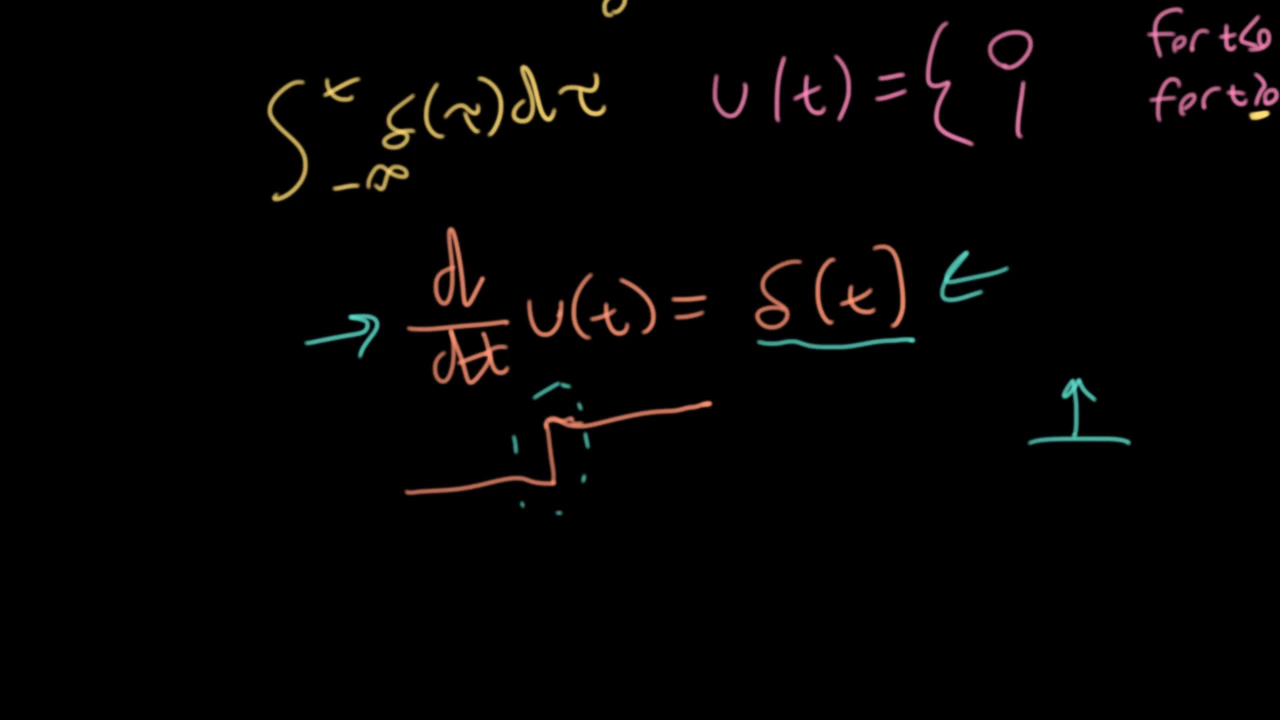 ∫_{-∞}^{t} δ(τ)dτ
u(t) = { 0 for t<0
1 for t≥0
d/dt u(t) = δ(t)